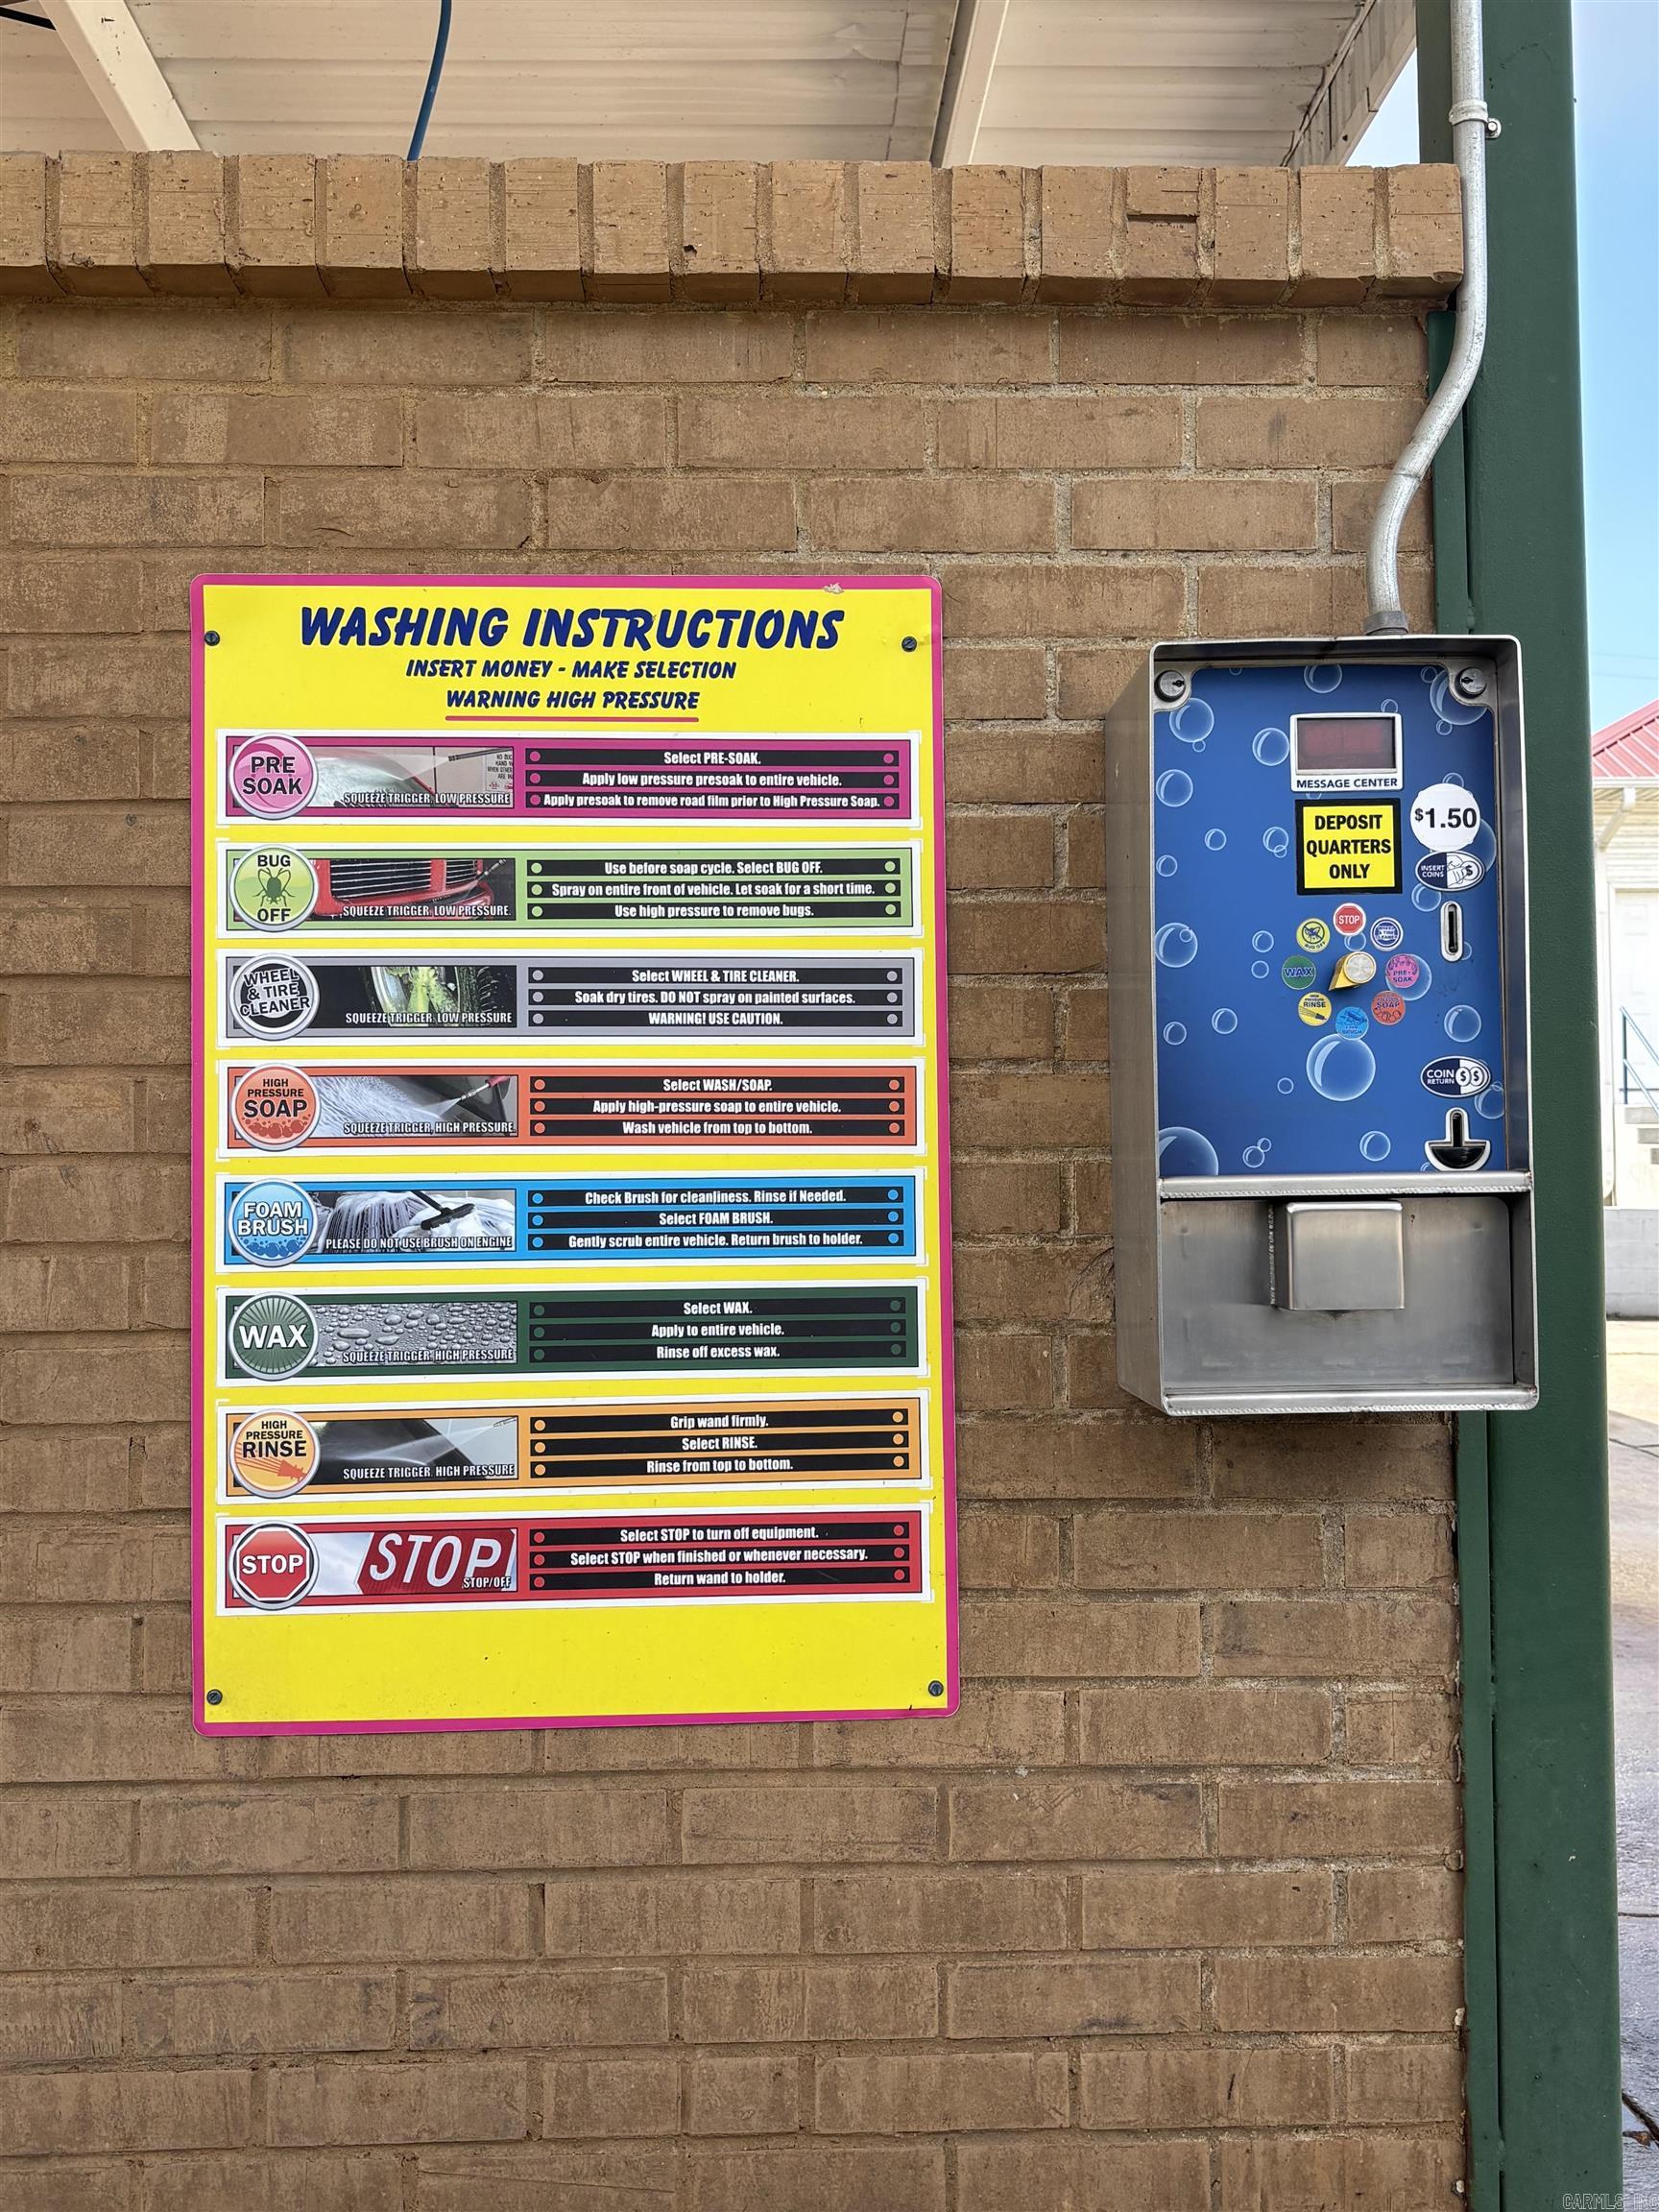 WASHING INSTRUCTIONS
INSERT MONEY - MAKE SELECTION
WARNING HIGH PRESSURE
PRE
SOAK
SQUEEZE TRIGGER, LOW PRESSURE
Select PRE-SOAK.
Apply low pressure presoak to entire vehicle.
Apply presoak to remove road film prior to High Pressure Soap.
BUG
OFF
SQUEEZE TRIGGER, LOW PRESSURE.
Use before soap cycle. Select BUG OFF.
Spray on entire front of vehicle. Let soak for a short time.
Use high pressure to remove bugs.
WHEEL
& TIRE
CLEANER
SQUEEZE TRIGGER, LOW PRESSURE
Select WHEEL & TIRE CLEANER.
Soak dry tires. DO NOT spray on painted surfaces.
WARNING! USE CAUTION.
HIGH
PRESSURE
SOAP
SQUEEZE TRIGGER, HIGH PRESSURE
Select WASH/SOAP.
Apply high-pressure soap to entire vehicle.
Wash vehicle from top to bottom.
FOAM
BRUSH
PLEASE DO NOT USE BRUSH ON ENGINE
Check Brush for cleanliness. Rinse if Needed.
Select FOAM BRUSH.
Gently scrub entire vehicle. Return brush to holder.
WAX
SQUEEZE TRIGGER, HIGH PRESSURE
Select WAX.
Apply to entire vehicle.
Rinse off excess wax.
HIGH
PRESSURE
RINSE
SQUEEZE TRIGGER, HIGH PRESSURE
Grip wand firmly.
Select RINSE.
Rinse from top to bottom.
STOP
STOP
STOP/OFF
Select STOP to turn off equipment.
Select STOP when finished or whenever necessary.
Return wand to holder.
MESSAGE CENTER
DEPOSIT
QUARTERS
ONLY
$1.50
INSERT
COINS
$
STOP
BUG OFF
WAX
PRE-
SOAK
RINSE
SOAP
COIN
RETURN
$ $
CARMLS INC